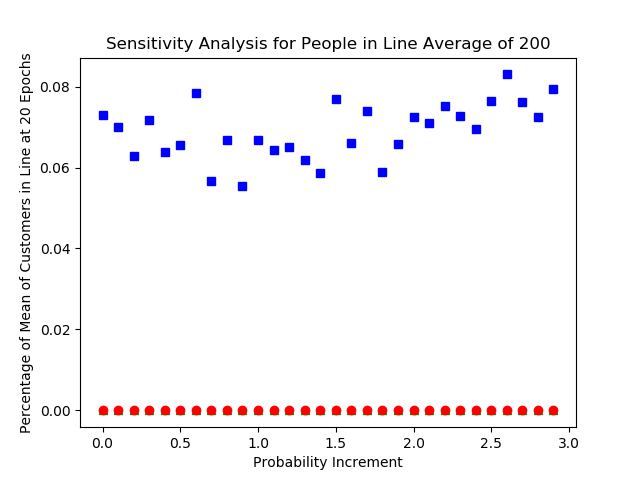 Sensitivity Analysis for People in Line Average of 200
Percentage of Mean of Customers in Line at 20 Epochs
0.08
0.06
0.04
0.02
0.00
0.0 0.5 1.0 1.5 2.0 2.5 3.0
Probability Increment